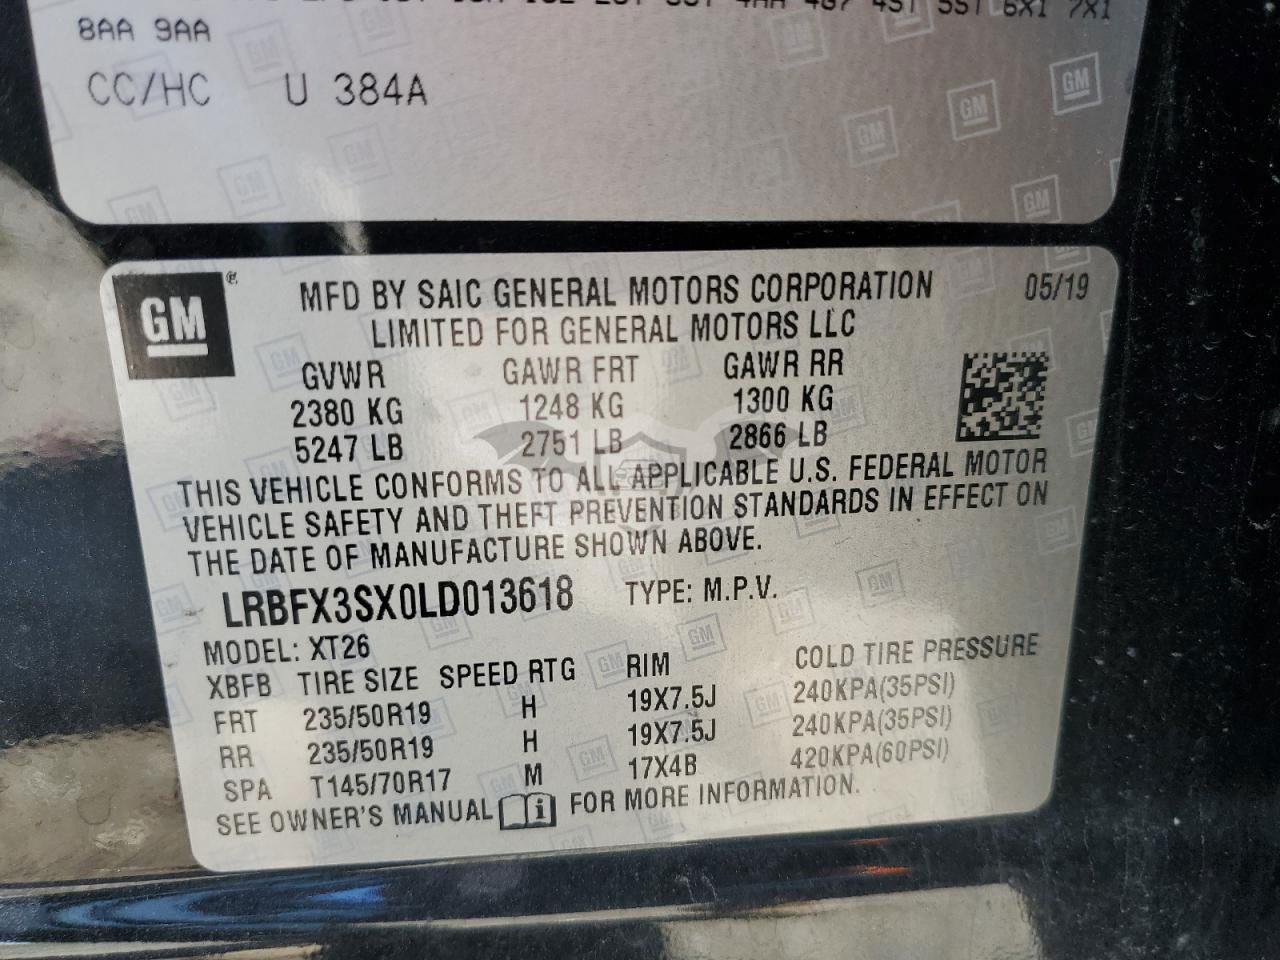 4ST 5ST 6X1 7X1
8AA 9AA
CC/HC U 384A
GM ®
MFD BY SAIC GENERAL MOTORS CORPORATION 05/19
LIMITED FOR GENERAL MOTORS LLC
GVWR GAWR FRT GAWR RR
2380 KG 1248 KG 1300 KG
5247 LB 2751 LB 2866 LB
THIS VEHICLE CONFORMS TO ALL APPLICABLE U.S. FEDERAL MOTOR
VEHICLE SAFETY AND THEFT PREVENTION STANDARDS IN EFFECT ON
THE DATE OF MANUFACTURE SHOWN ABOVE.
LRBFX3SX0LD013618 TYPE: M.P.V.
MODEL: XT26
XBFB TIRE SIZE SPEED RTG RIM COLD TIRE PRESSURE
FRT 235/50R19 H 19X7.5J 240KPA(35PSI)
RR 235/50R19 H 19X7.5J 240KPA(35PSI)
SPA T145/70R17 M 17X4B 420KPA(60PSI)
SEE OWNER'S MANUAL FOR MORE INFORMATION.